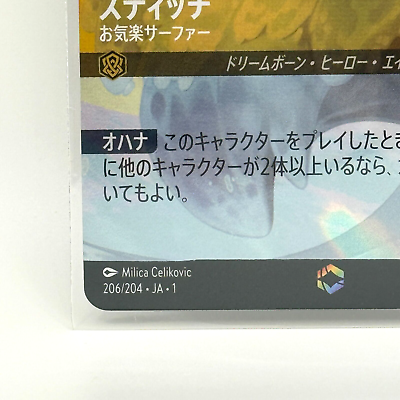 スティッチ
お気楽サーファー
ドリームボーン・ヒーロー・エイ
オハナ このキャラクターをプレイしたとき
に他のキャラクターが2体以上いるなら、
いてもよい。
Milica Celikovic
206/204・JA・1